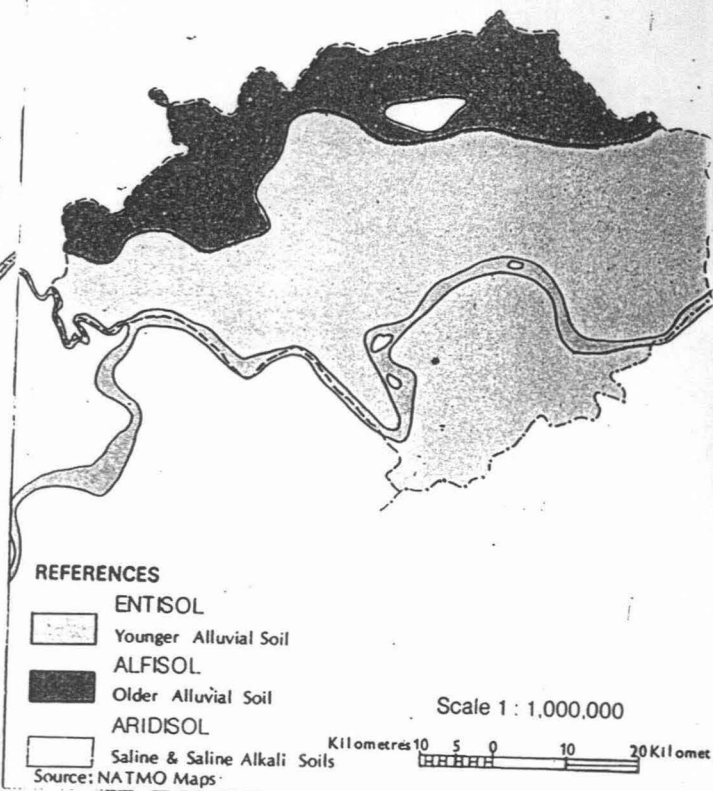 REFERENCES
ENTISOL
Younger Alluvial Soil
ALFISOL
Older Alluvial Soil
ARIDISOL
Saline & Saline Alkali Soils
Source: NATMO Maps
Scale 1 : 1,000,000
Kilometres 10 5 0 10 20 Kilomet